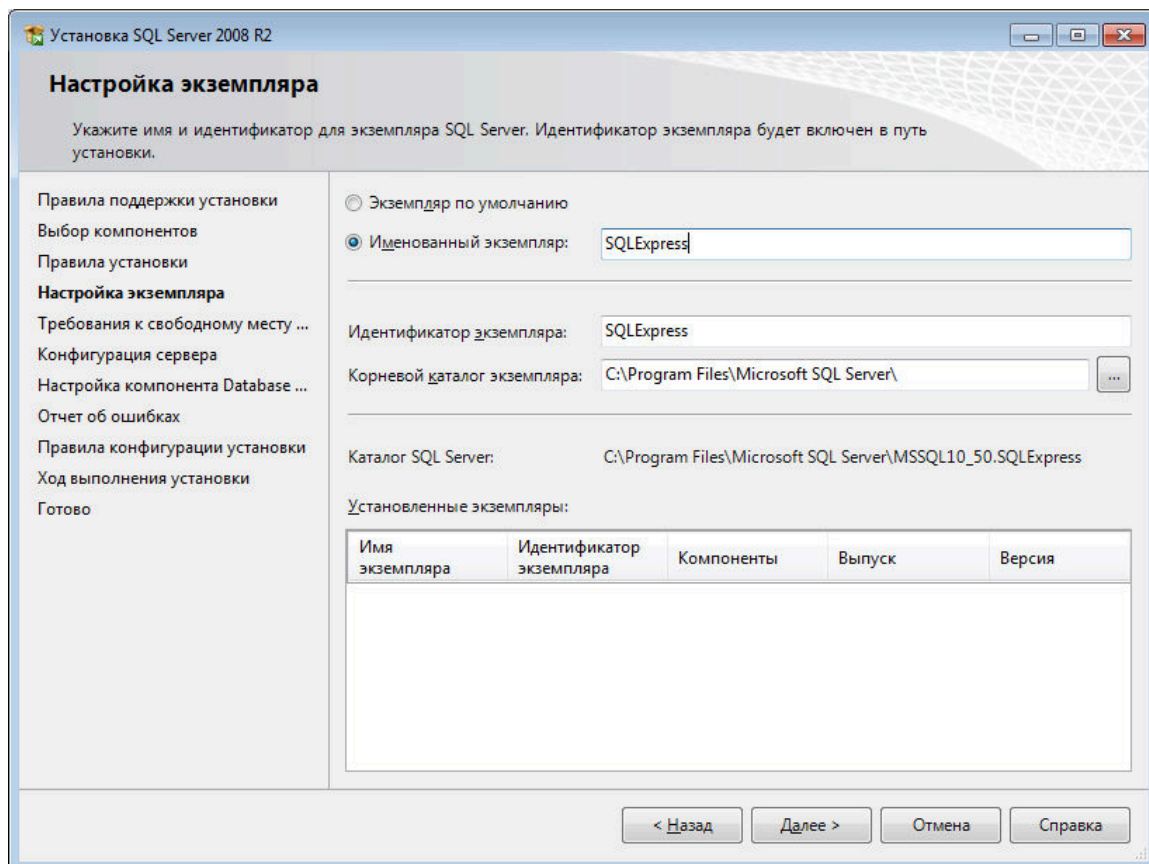 Установка SQL Server 2008 R2
Настройка экземпляра
Укажите имя и идентификатор для экземпляра SQL Server. Идентификатор экземпляра будет включен в путь
установки.
Правила поддержки установки
Выбор компонентов
Правила установки
Настройка экземпляра
Требования к свободному месту ...
Конфигурация сервера
Настройка компонента Database ...
Отчет об ошибках
Правила конфигурации установки
Ход выполнения установки
Готово
Экземпляр по умолчанию
Именованный экземпляр: SQLExpress
Идентификатор экземпляра: SQLExpress
Корневой каталог экземпляра: C:\Program Files\Microsoft SQL Server\ ...
Каталог SQL Server: C:\Program Files\Microsoft SQL Server\MSSQL10_50.SQLExpress
Установленные экземпляры:
Имя экземпляра
Идентификатор экземпляра
Компоненты
Выпуск
Версия
< Назад
Далее >
Отмена
Справка